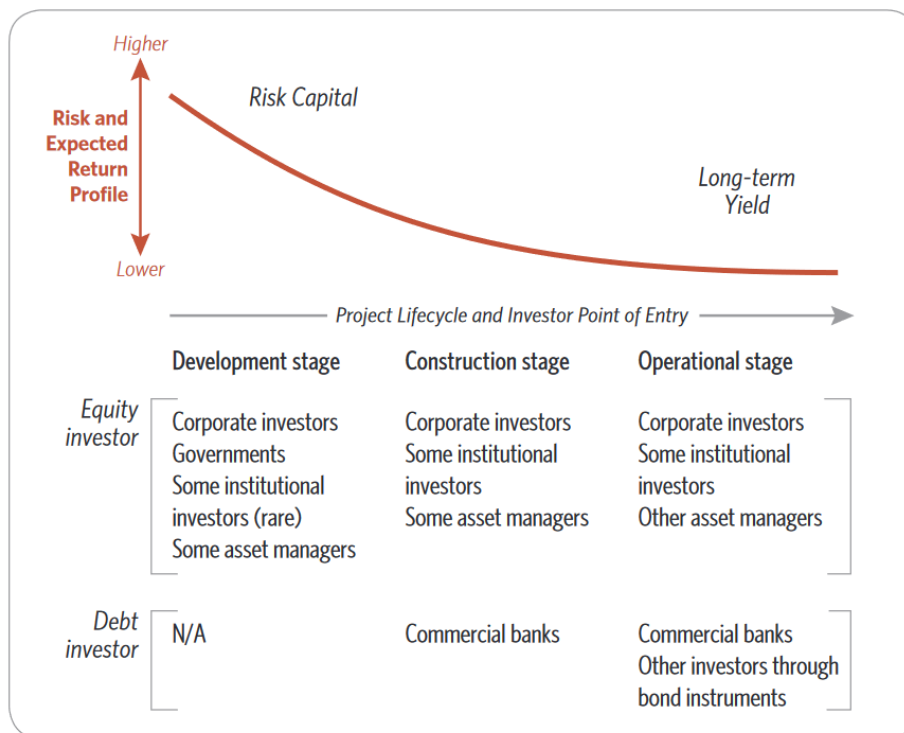 Higher
Risk and
Expected
Return
Profile
Lower
Risk Capital
Long-term
Yield
Project Lifecycle and Investor Point of Entry
Development stage
Construction stage
Operational stage
Equity
investor
Corporate investors
Governments
Some institutional
investors (rare)
Some asset managers
Corporate investors
Some institutional
investors
Some asset managers
Corporate investors
Some institutional
investors
Other asset managers
Debt
investor
N/A
Commercial banks
Commercial banks
Other investors through
bond instruments